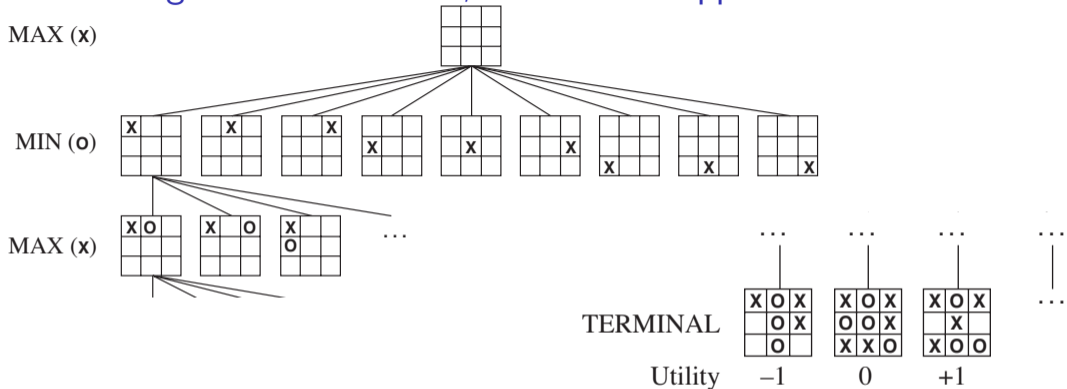 MAX (x)
X X X
MIN (o) X X X
X X X
X O X O X
MAX (x) O ...
... ... ... ...
X O X X O X X O X ...
TERMINAL O X O O X X
O X X O X O O
Utility –1 0 +1